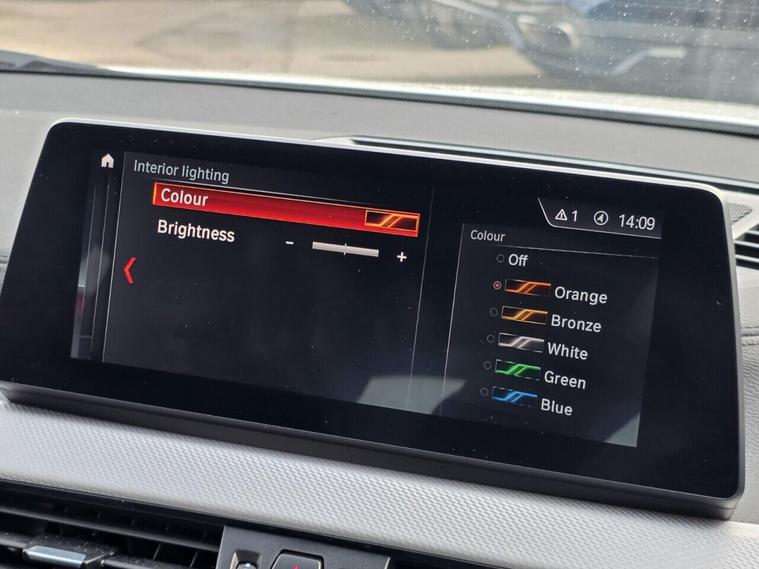 Interior lighting
Colour
Brightness
- +
1 14:09
Colour
Off
Orange
Bronze
White
Green
Blue